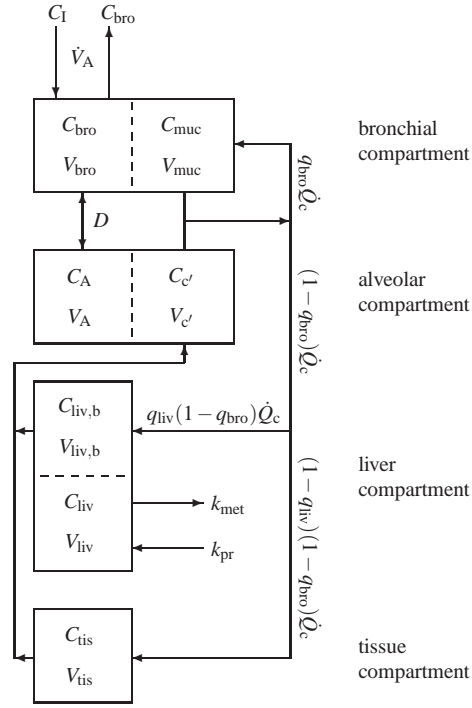 C_I C_bro
V̇_A
C_bro C_muc
V_bro V_muc
bronchial
compartment
q_bro Q̇_c
D
C_A C_c′
V_A V_c′
alveolar
compartment
(1−q_bro)Q̇_c
C_liv,b
V_liv,b
q_liv(1−q_bro)Q̇_c
C_liv
V_liv
k_met
k_pr
liver
compartment
(1−q_liv)(1−q_bro)Q̇_c
C_tis
V_tis
tissue
compartment